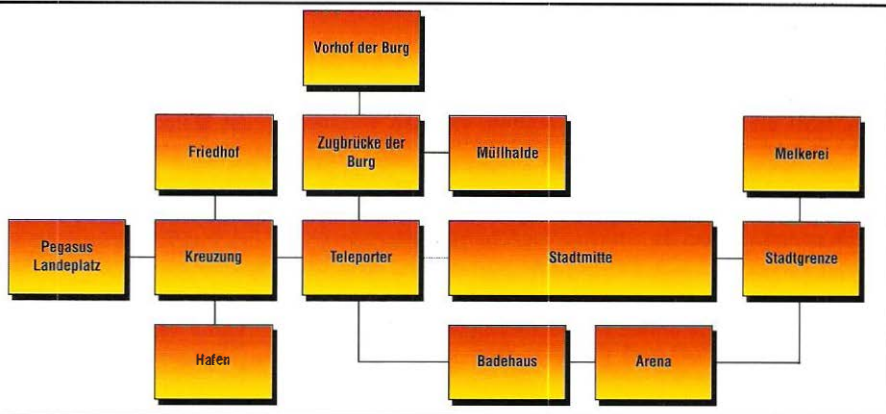 Vorhof der Burg
Friedhof
Zugbrücke der
Burg
Müllhalde
Melkerei
Pegasus
Landeplatz
Kreuzung
Teleporter
Stadtmitte
Stadtgrenze
Hafen
Badehaus
Arena